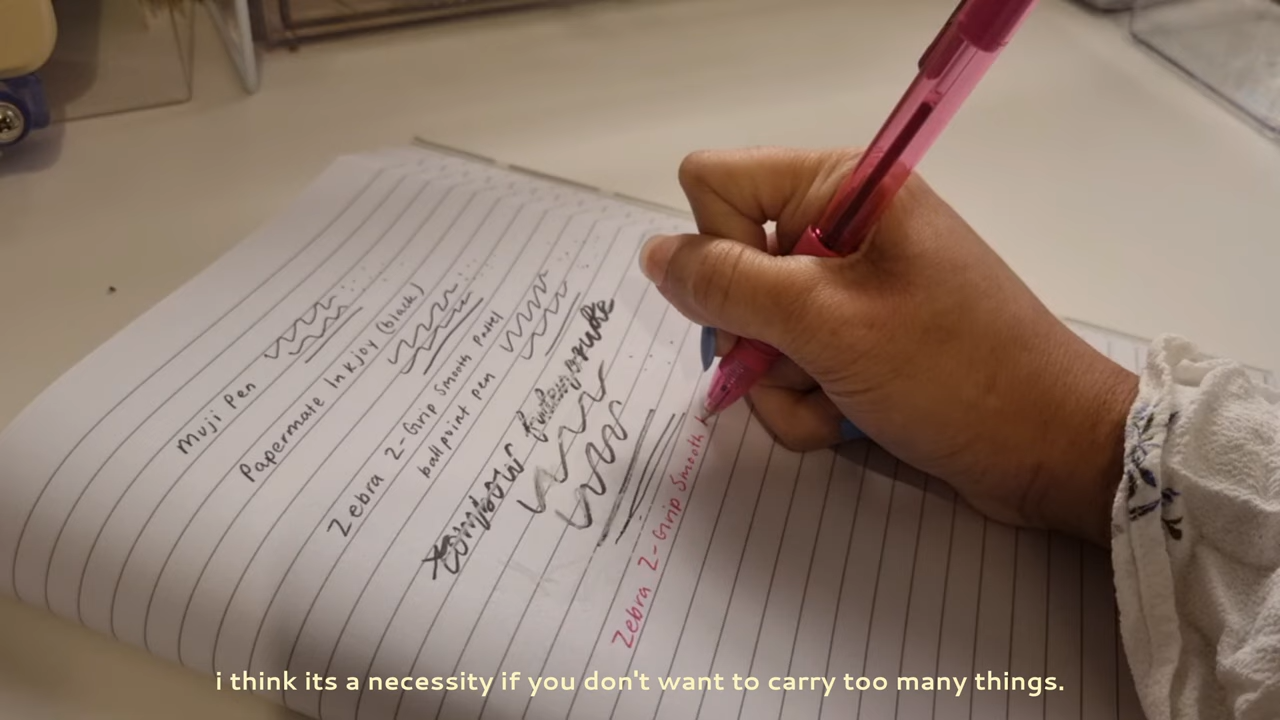 Muji Pen
Papermate Inkjoy (black)
Zebra Z-Grip Smooth Pastel
ballpoint pen
Zebra Z-Grip Smooth
i think its a necessity if you don't want to carry too many things.